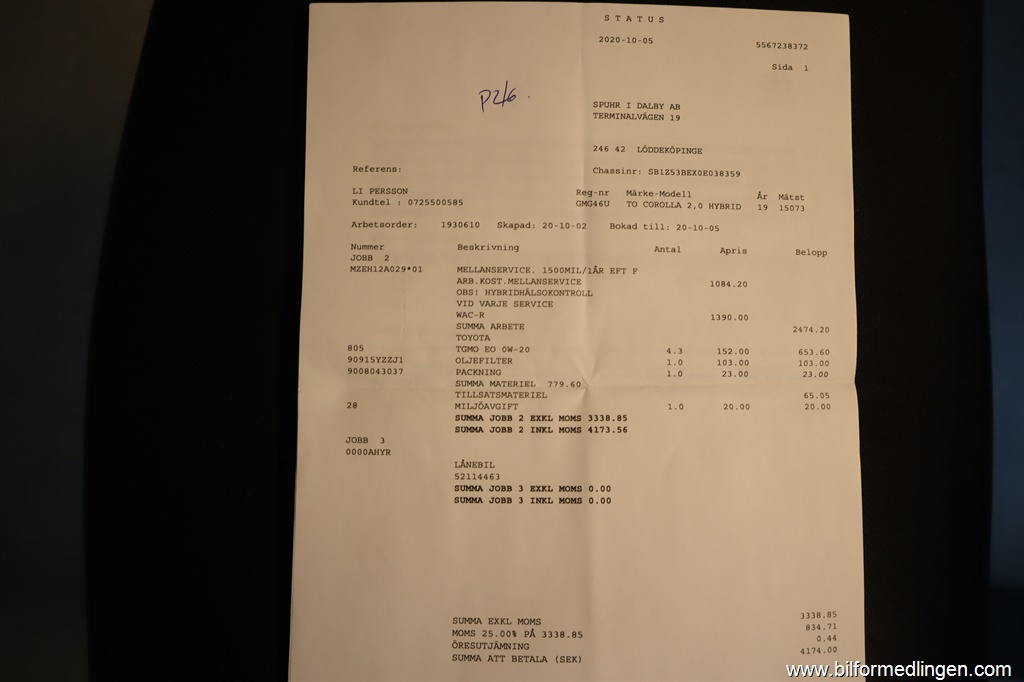 S T A T U S
2020-10-05
5567238372
Sida 1
P2/6.
SPUHR I DALBY AB
TERMINALVÄGEN 19
246 42 LÖDDEKÖPINGE
Referens:
Chassinr: SB1Z53BEX0E038359
LI PERSSON
Reg-nr Märke-Modell År Mätst
Kundtel : 0725500585
GMG46U TO COROLLA 2,0 HYBRID 19 15073
Arbetsorder: 1930610 Skapad: 20-10-02 Bokad till: 20-10-05
Nummer Beskrivning Antal Apris Belopp
JOBB 2
MZEH12A029*01 MELLANSERVICE. 1500MIL/1ÅR EFT F
ARB.KOST.MELLANSERVICE 1084.20
OBS! HYBRIDHÄLSOKONTROLL
VID VARJE SERVICE
WAC-R 1390.00
SUMMA ARBETE 2474.20
TOYOTA
805 TGMO EO 0W-20 4.3 152.00 653.60
90915YZZJ1 OLJEFILTER 1.0 103.00 103.00
9008043037 PACKNING 1.0 23.00 23.00
SUMMA MATERIEL 779.60
TILLSATSMATERIEL 65.05
28 MILJÖAVGIFT 1.0 20.00 20.00
SUMMA JOBB 2 EXKL MOMS 3338.85
SUMMA JOBB 2 INKL MOMS 4173.56
JOBB 3
0000AHYR
LÅNEBIL
52114463
SUMMA JOBB 3 EXKL MOMS 0.00
SUMMA JOBB 3 INKL MOMS 0.00
SUMMA EXKL MOMS 3338.85
MOMS 25.00% PÅ 3338.85 834.71
ÖRESUTJÄMNING 0.44
SUMMA ATT BETALA (SEK) 4174.00
www.bilformedlingen.com